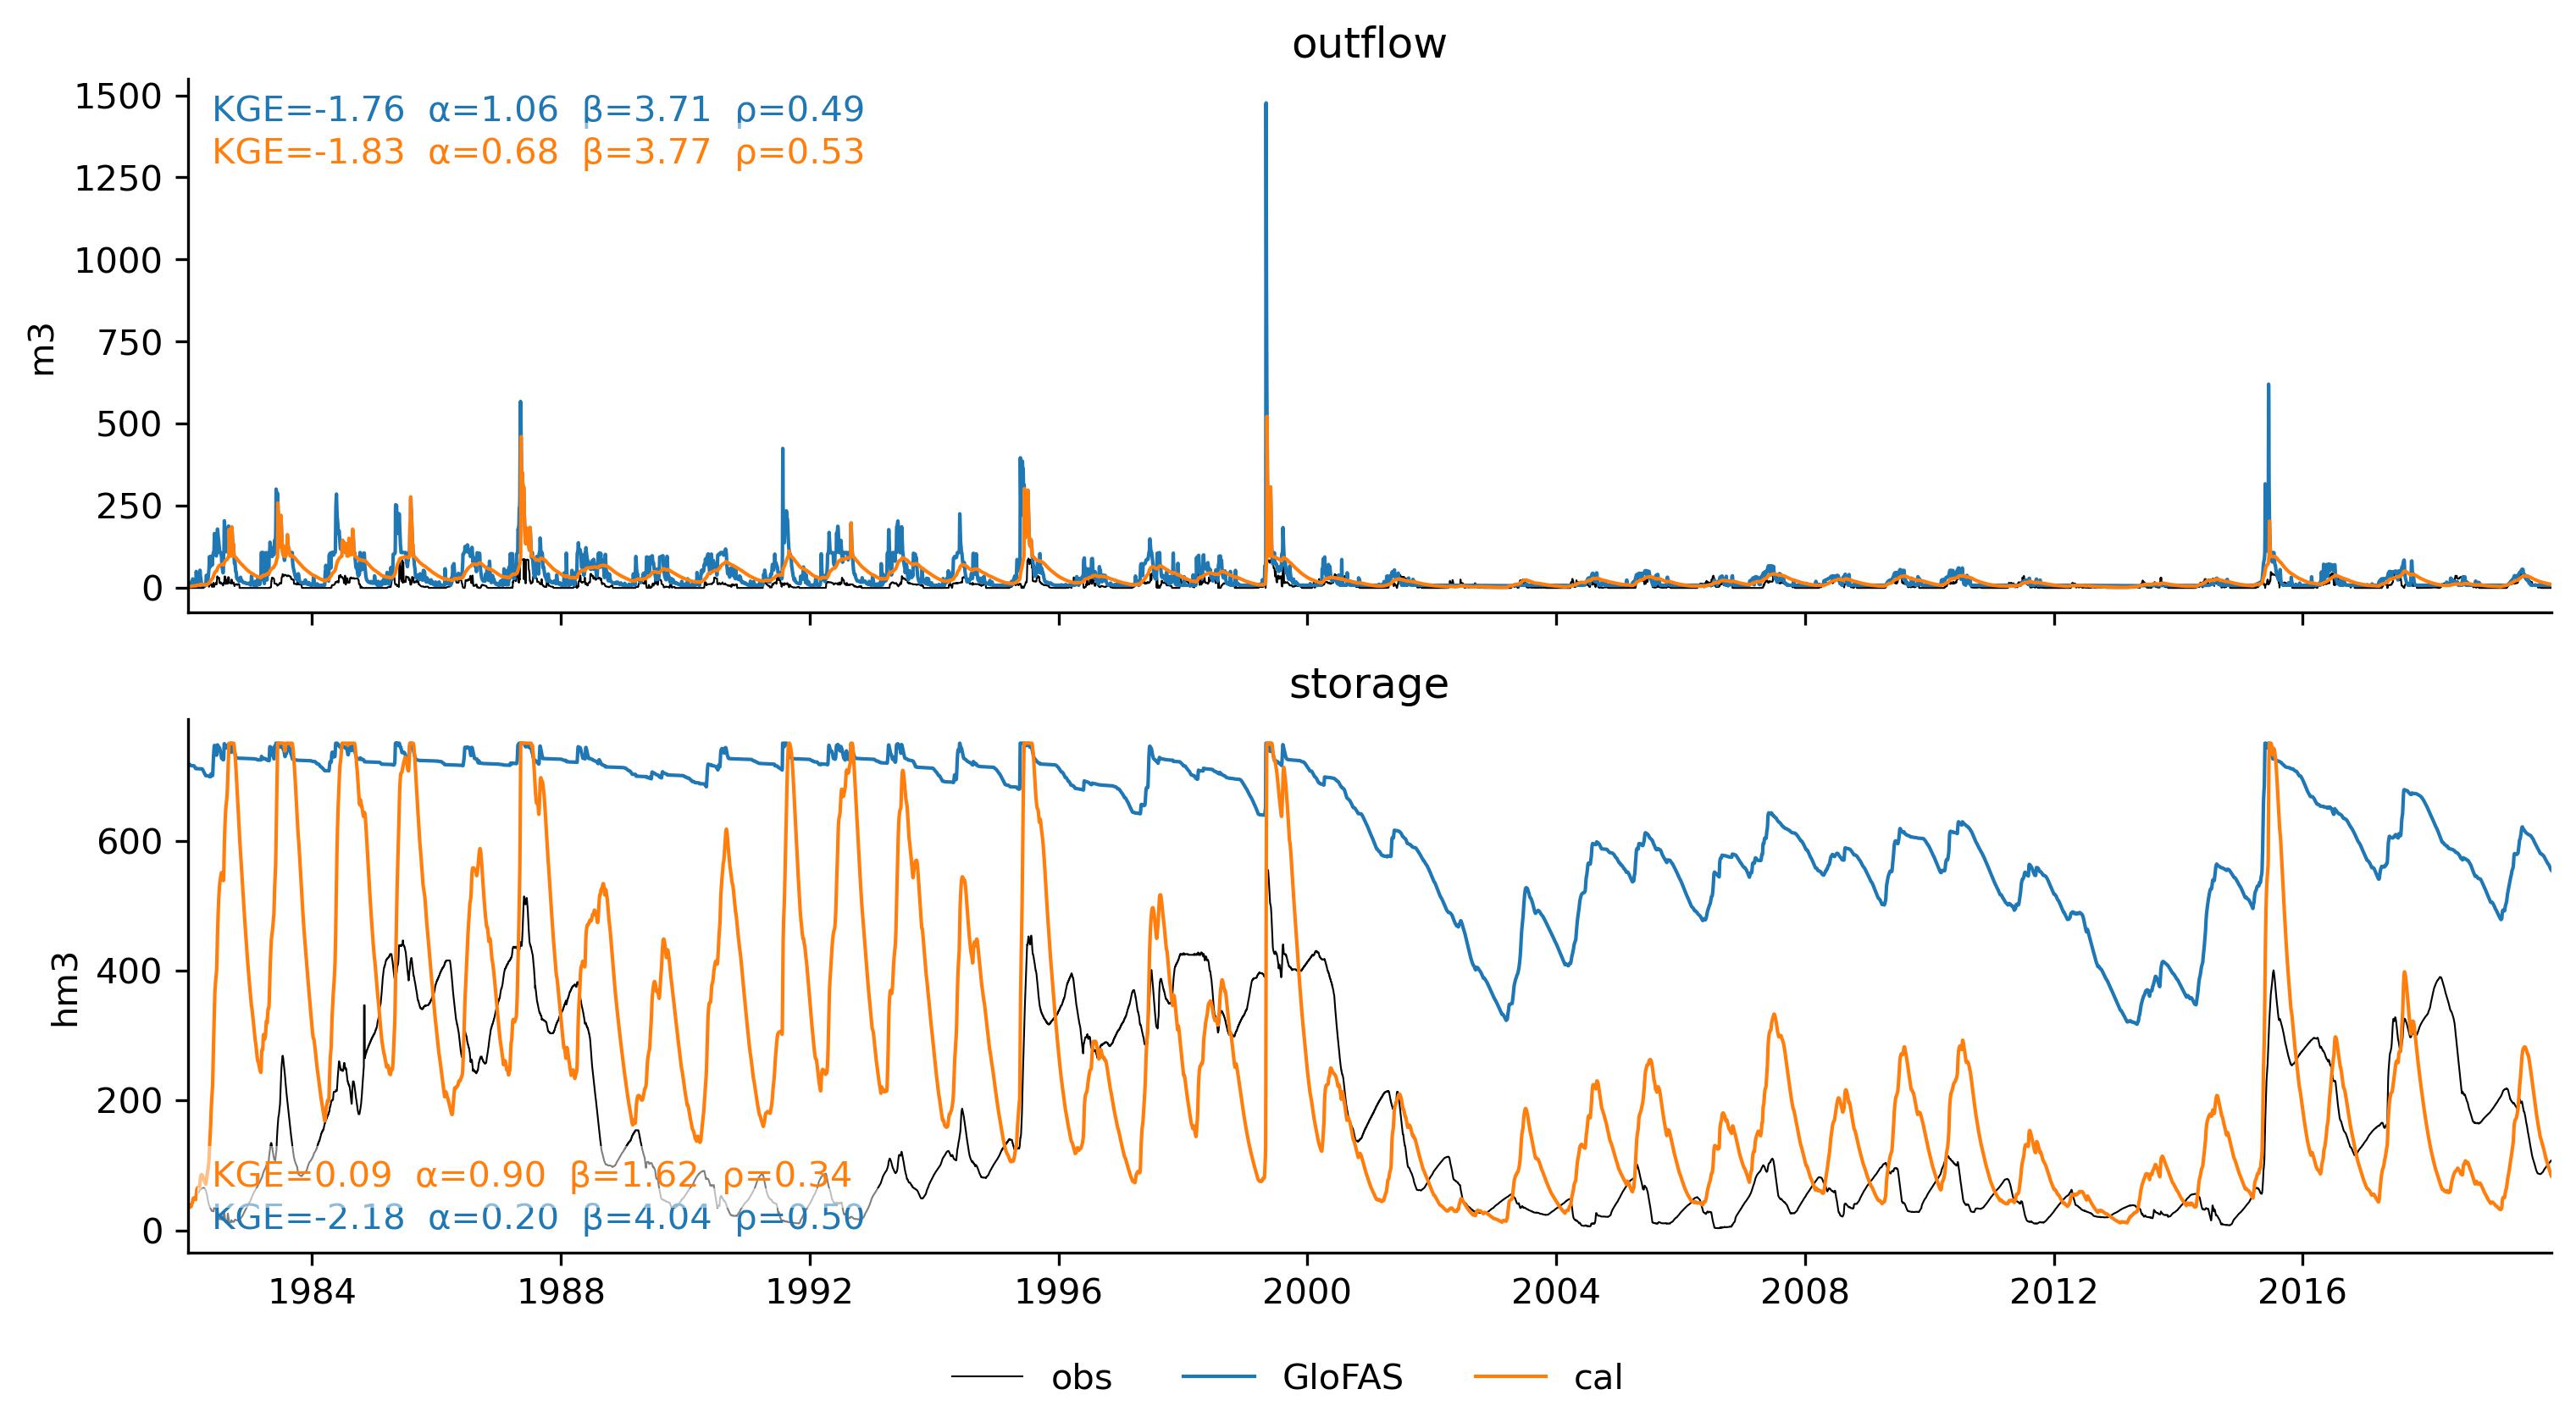 outflow
1500
1250
1000
750
500
250
0
m3
KGE=-1.76 α=1.06 β=3.71 ρ=0.49
KGE=-1.83 α=0.68 β=3.77 ρ=0.53
storage
600
400
200
0
hm3
KGE=0.09 α=0.90 β=1.62 ρ=0.34
KGE=-2.18 α=0.20 β=4.04 ρ=0.50
1984 1988 1992 1996 2000 2004 2008 2012 2016
obs GloFAS cal